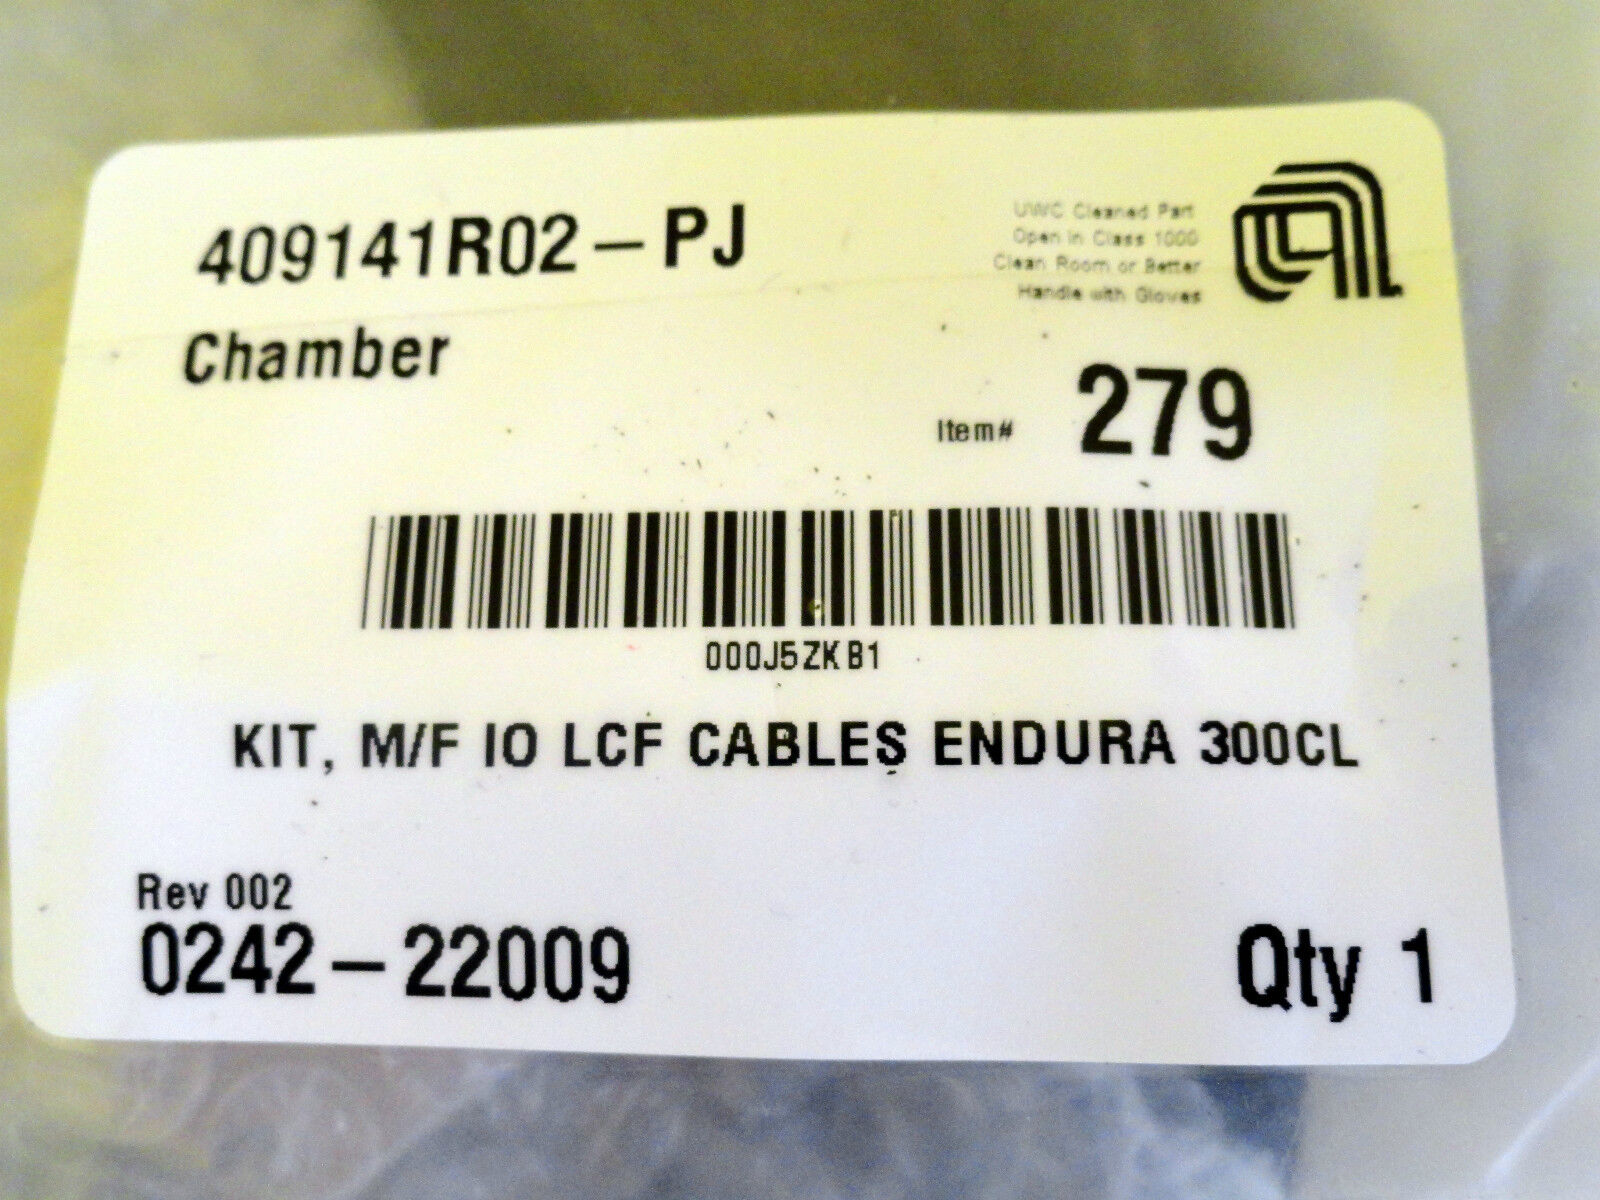 409141R02-PJ
UWC Cleaned Part
Open in Class 1000
Clean Room or Better
Handle with Gloves
Chamber
Item# 279
000J5ZKB1
KIT, M/F IO LCF CABLES ENDURA 300CL
Rev 002
0242-22009
Qty 1